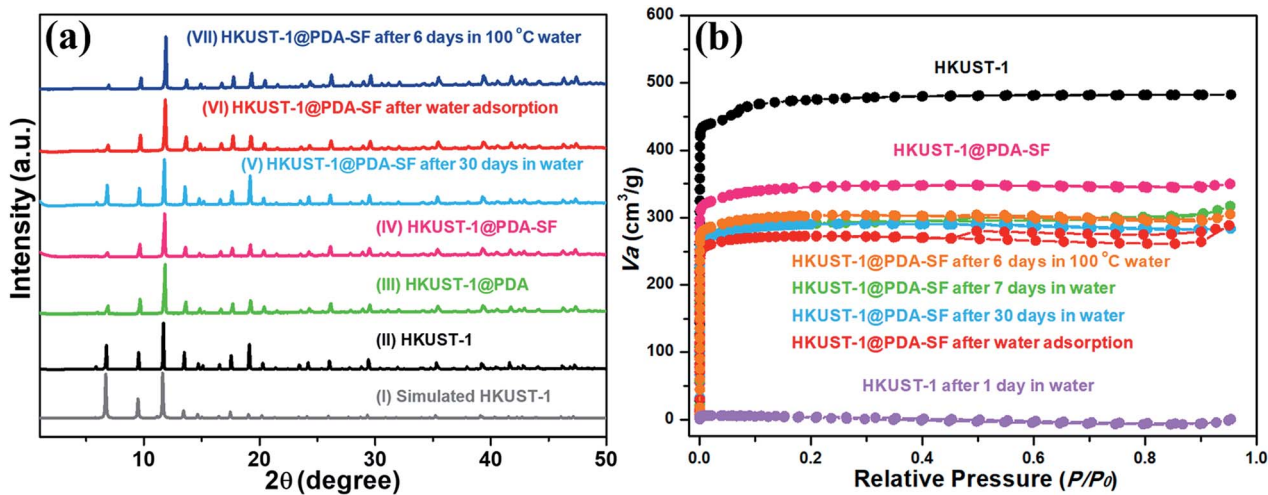 (a)
(VII) HKUST-1@PDA-SF after 6 days in 100 °C water
(VI) HKUST-1@PDA-SF after water adsorption
(V) HKUST-1@PDA-SF after 30 days in water
(IV) HKUST-1@PDA-SF
(III) HKUST-1@PDA
(II) HKUST-1
(I) Simulated HKUST-1
Intensity (a.u.)
10 20 30 40 50
2θ (degree)
(b)
600
500
400
300
200
100
0
Va (cm³/g)
HKUST-1
HKUST-1@PDA-SF
HKUST-1@PDA-SF after 6 days in 100 °C water
HKUST-1@PDA-SF after 7 days in water
HKUST-1@PDA-SF after 30 days in water
HKUST-1@PDA-SF after water adsorption
HKUST-1 after 1 day in water
0.0 0.2 0.4 0.6 0.8 1.0
Relative Pressure (P/P₀)